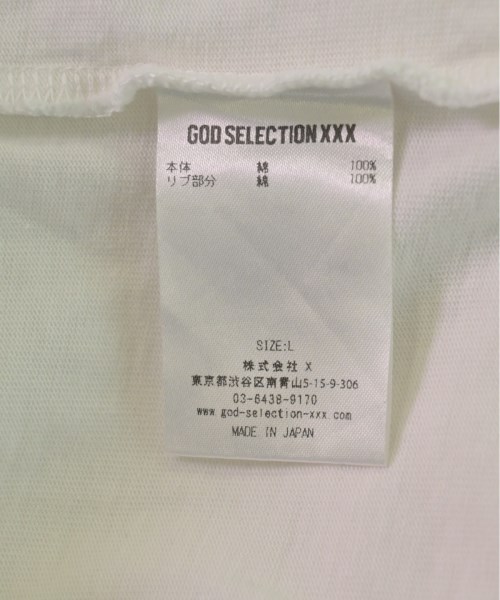 GOD SELECTION XXX
本体 綿 100%
リブ部分 綿 100%
SIZE:L
株式会社 X
東京都渋谷区南青山5-15-9-306
03-6438-9170
www.god-selection-xxx.com
MADE IN JAPAN